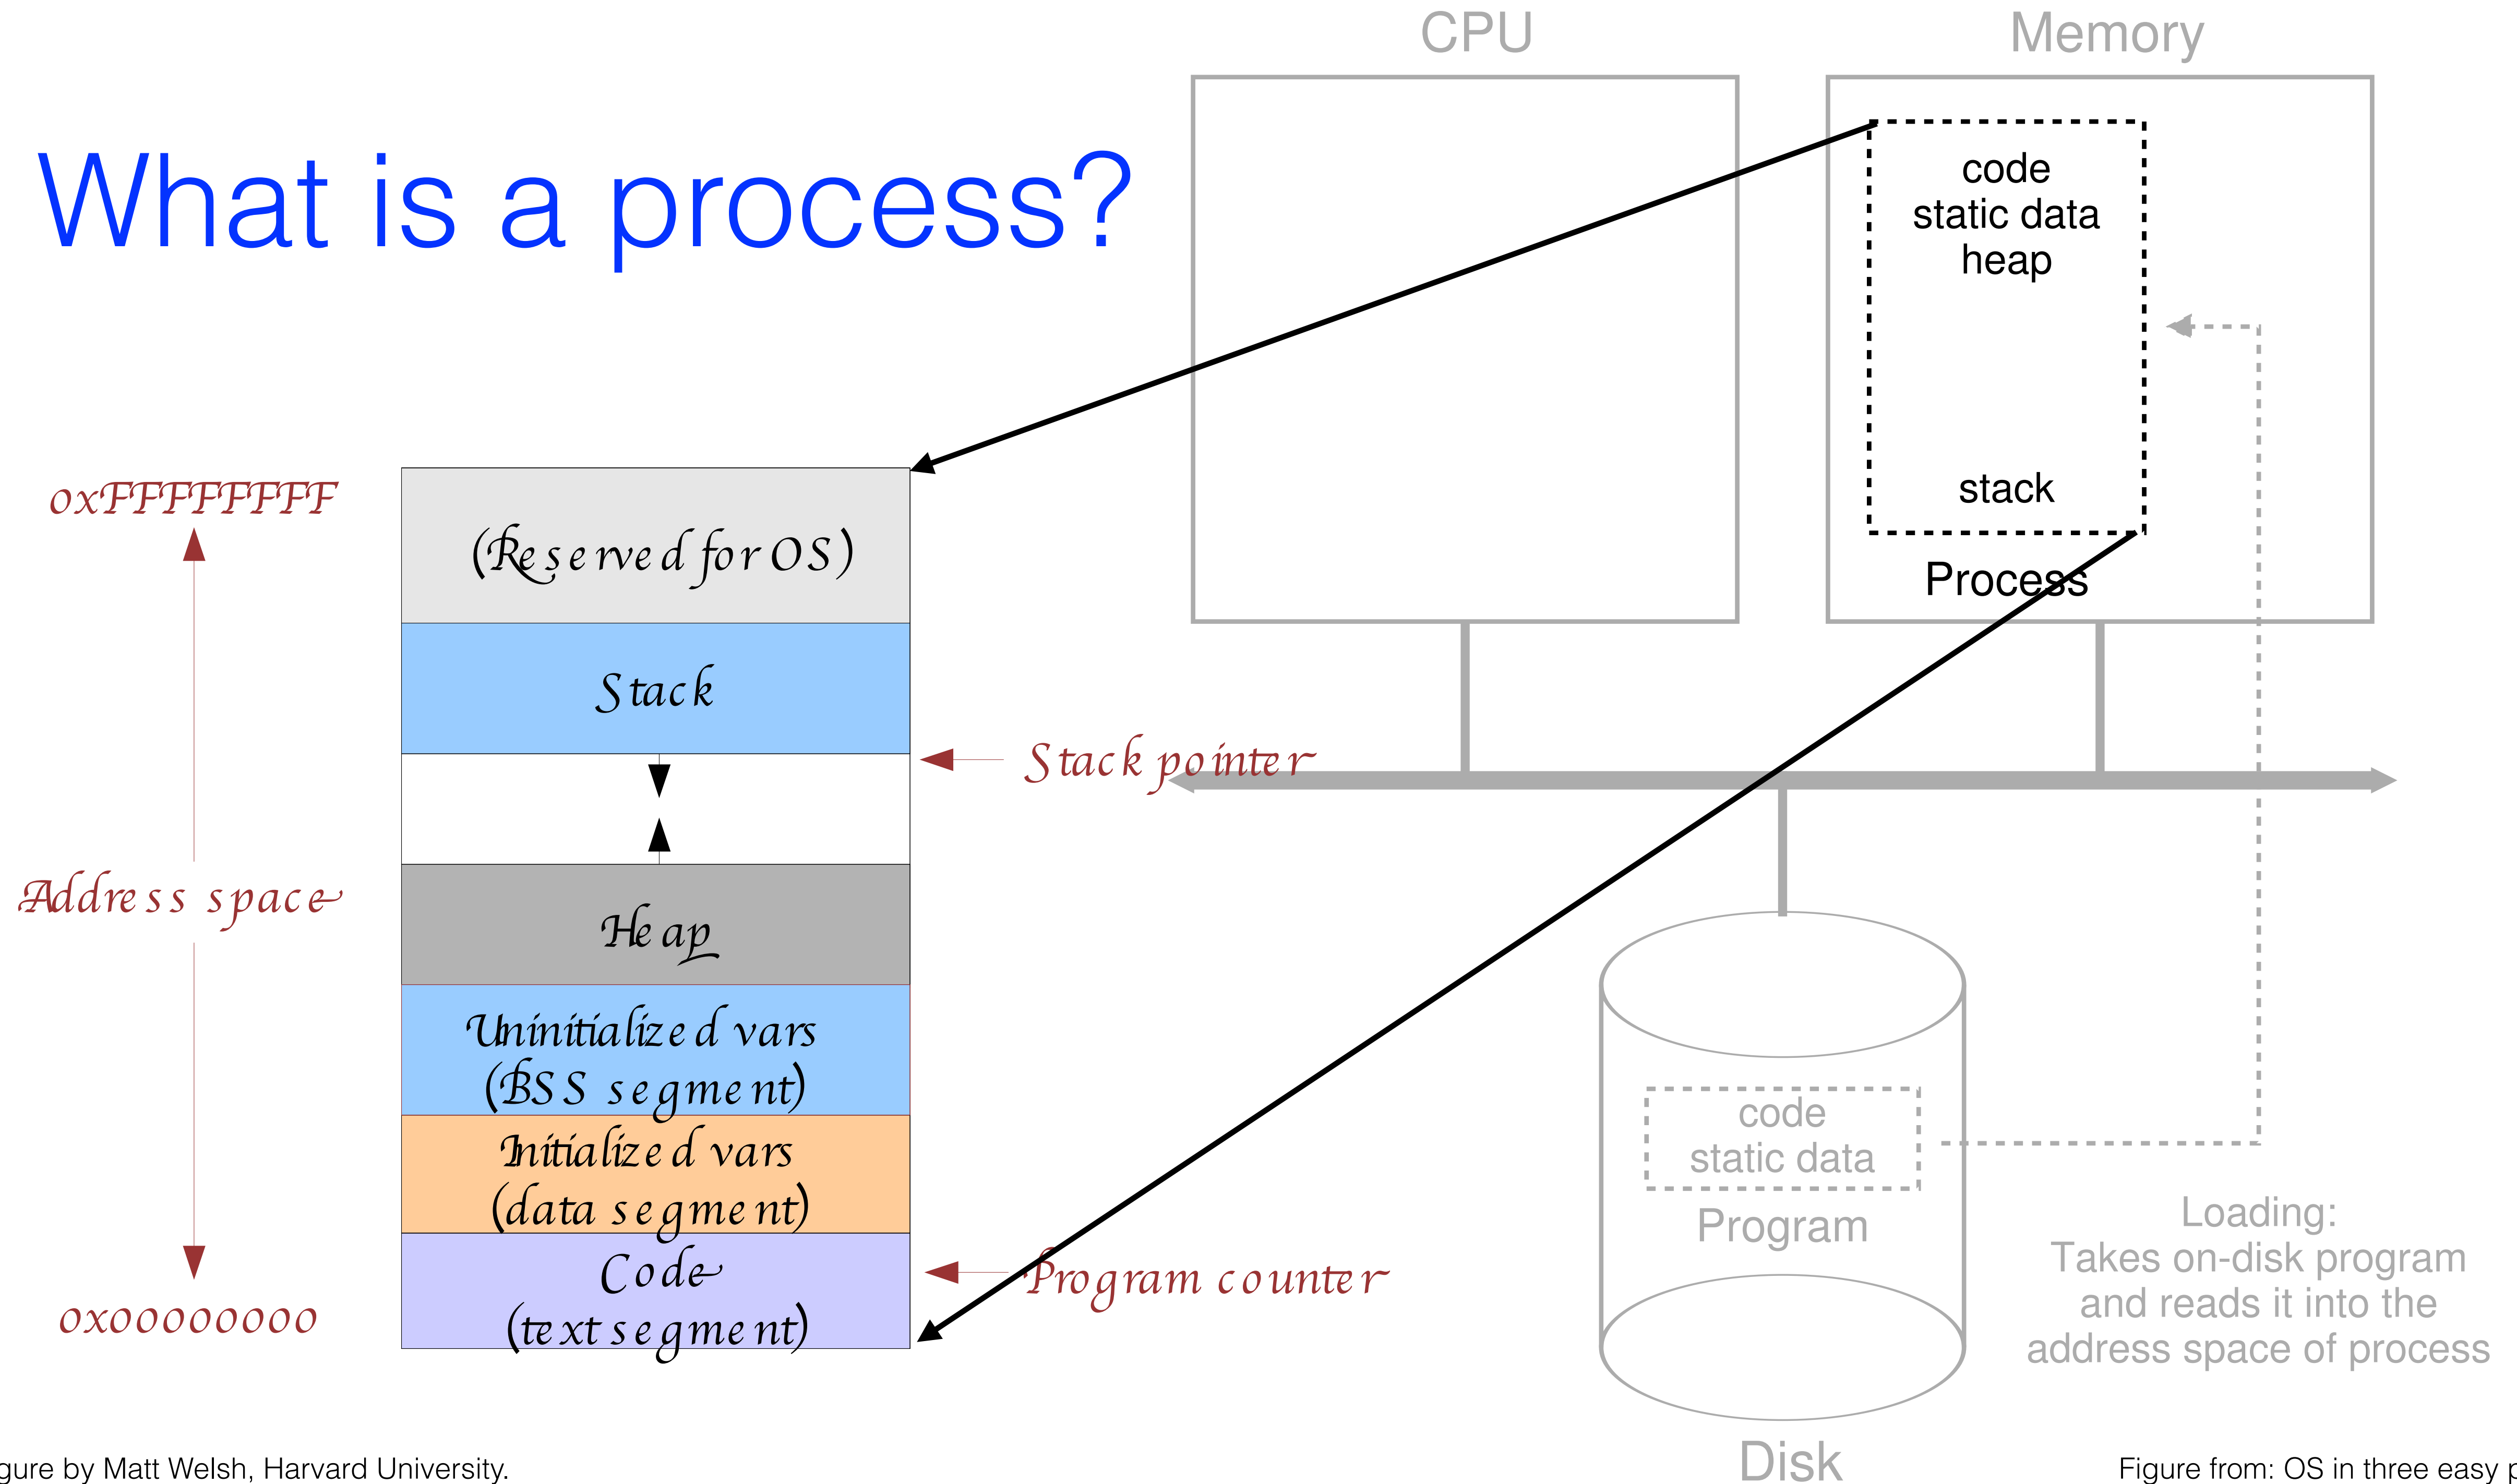 What is a process?
CPU
Memory
code
static data
heap
stack
Process
0xFFFFFFFF
Address space
0x00000000
(Reserved for OS)
Stack
Stack pointer
Heap
Uninitialized vars
(BSS segment)
Initialized vars
(data segment)
Code
(text segment)
Program counter
code
static data
Program
Disk
Loading:
Takes on-disk program
and reads it into the
address space of process
by Matt Welsh, Harvard University.
Figure from: OS in three easy